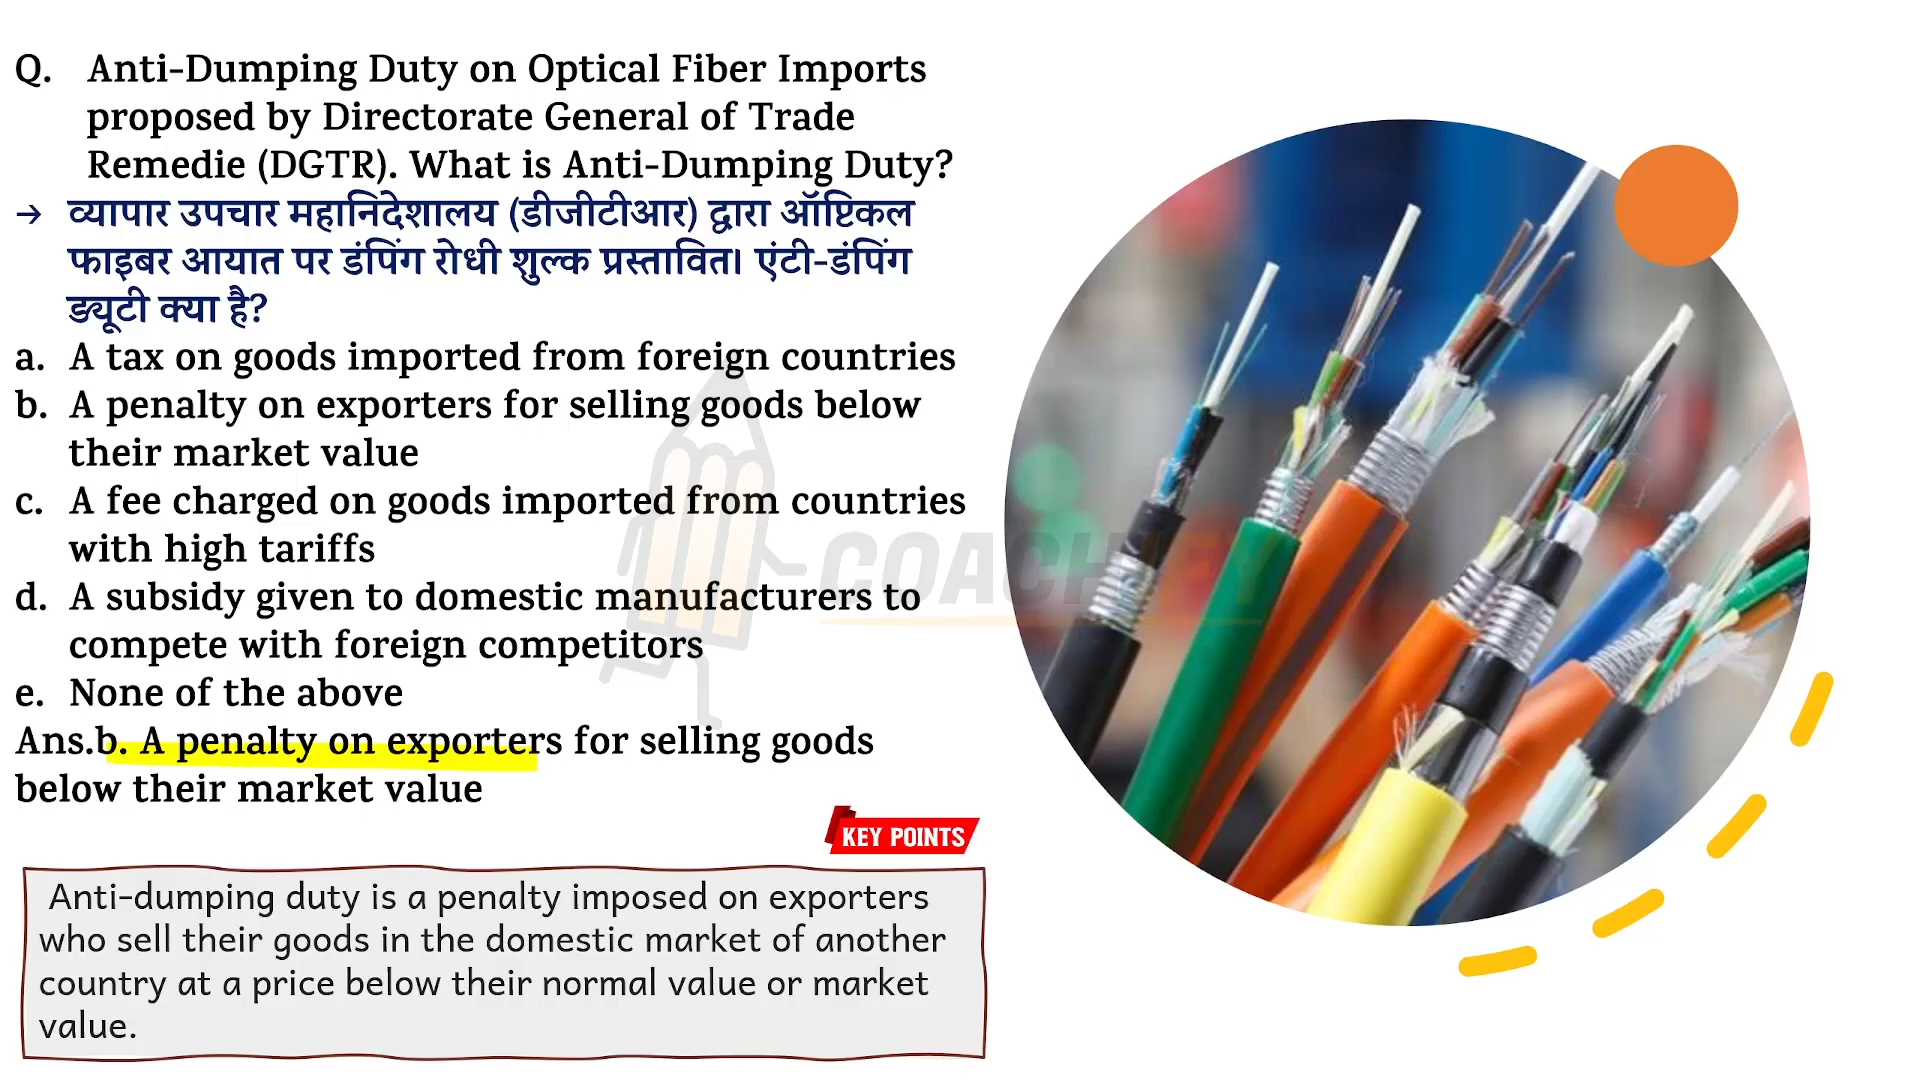 Q. Anti-Dumping Duty on Optical Fiber Imports
proposed by Directorate General of Trade
Remedie (DGTR). What is Anti-Dumping Duty?
→ व्यापार उपचार महानिदेशालय (डीजीटीआर) द्वारा ऑप्टिकल
फाइबर आयात पर डंपिंग रोधी शुल्क प्रस्तावित। एंटी-डंपिंग
ड्यूटी क्या है?
a. A tax on goods imported from foreign countries
b. A penalty on exporters for selling goods below
their market value
c. A fee charged on goods imported from countries
with high tariffs
d. A subsidy given to domestic manufacturers to
compete with foreign competitors
e. None of the above
Ans.b. A penalty on exporters for selling goods
below their market value
KEY POINTS
Anti-dumping duty is a penalty imposed on exporters
who sell their goods in the domestic market of another
country at a price below their normal value or market
value.